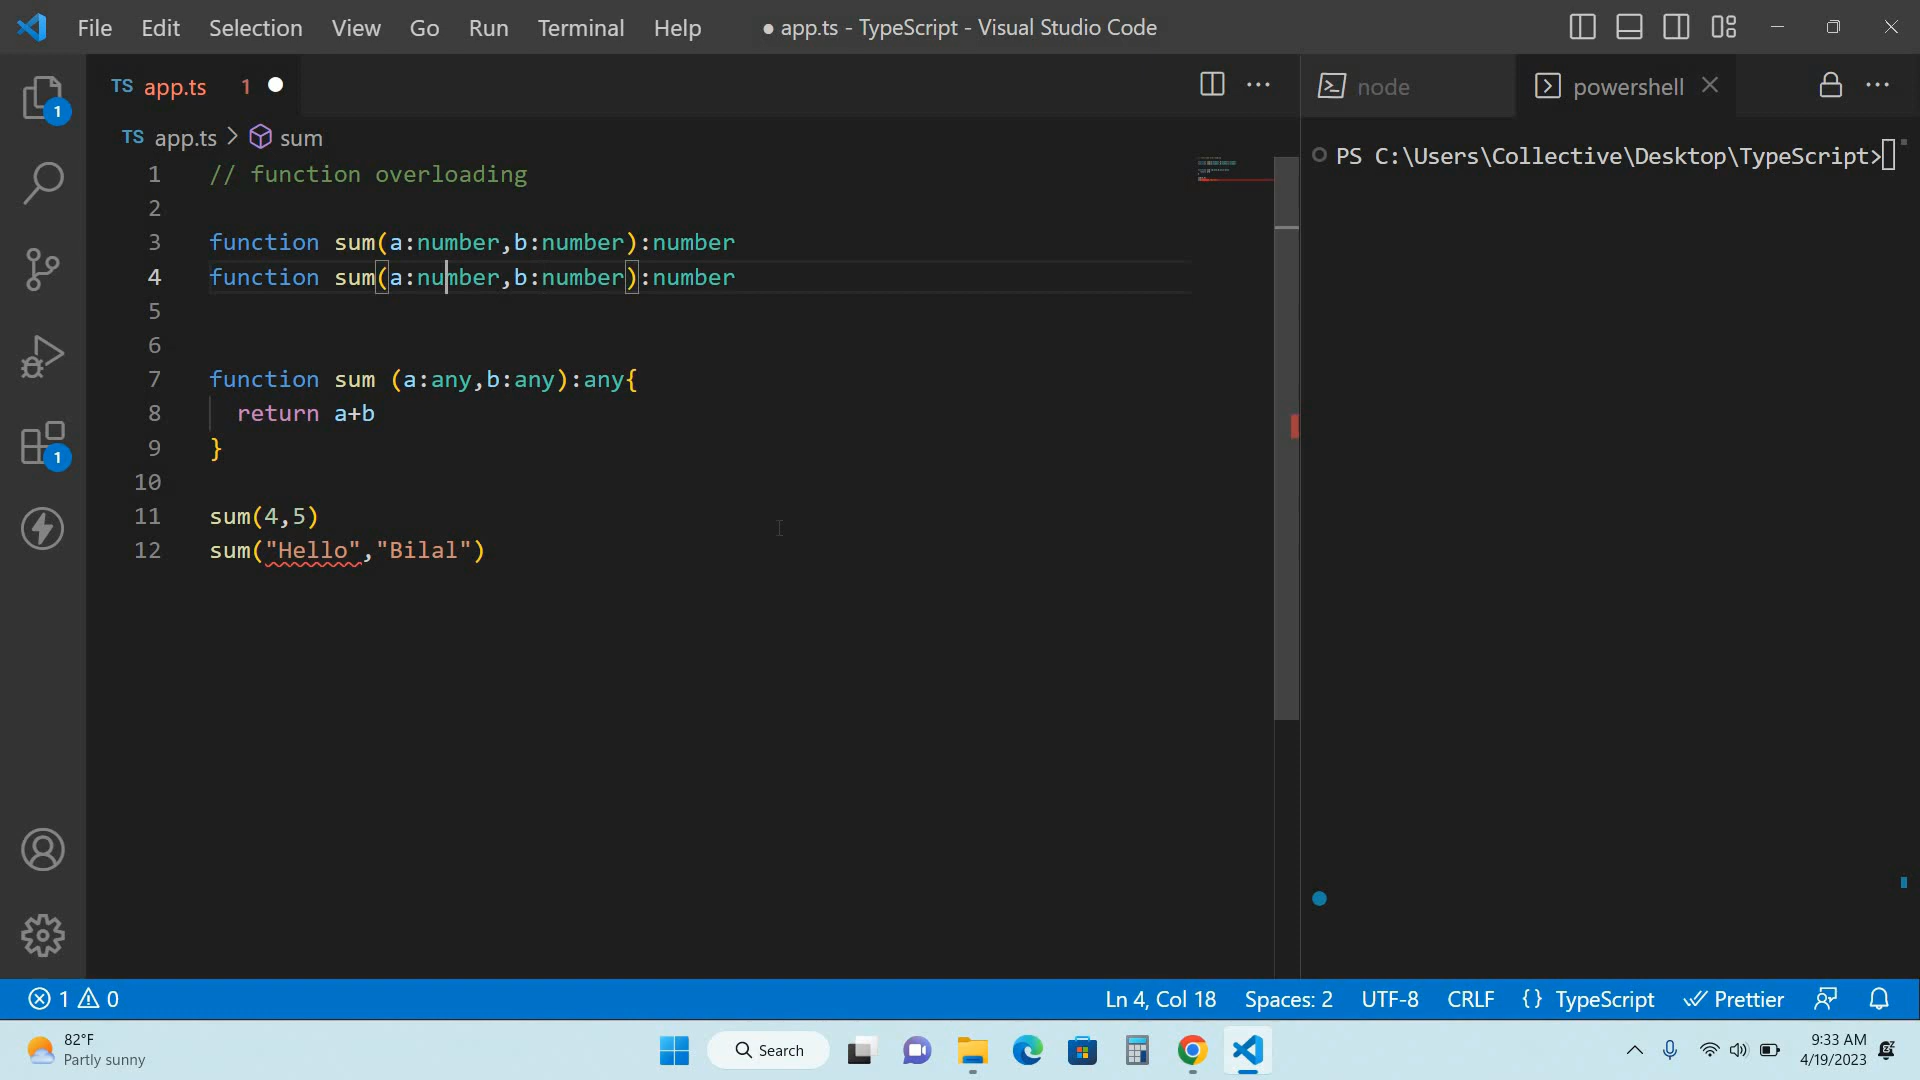 File Edit Selection View Go Run Terminal Help ● app.ts - TypeScript - Visual Studio Code
TS app.ts 1 ●
node
powershell
TS app.ts > sum
PS C:\Users\Collective\Desktop\TypeScript>
1 // function overloading
2
3 function sum(a:number,b:number):number
4 function sum(a:number,b:number):number
5
6
7 function sum (a:any,b:any):any{
8 return a+b
9 }
10
11 sum(4,5)
12 sum("Hello","Bilal")
1
1
1 0 Ln 4, Col 18 Spaces: 2 UTF-8 CRLF {} TypeScript Prettier
82°F
Partly sunny
Search
9:33 AM
4/19/2023